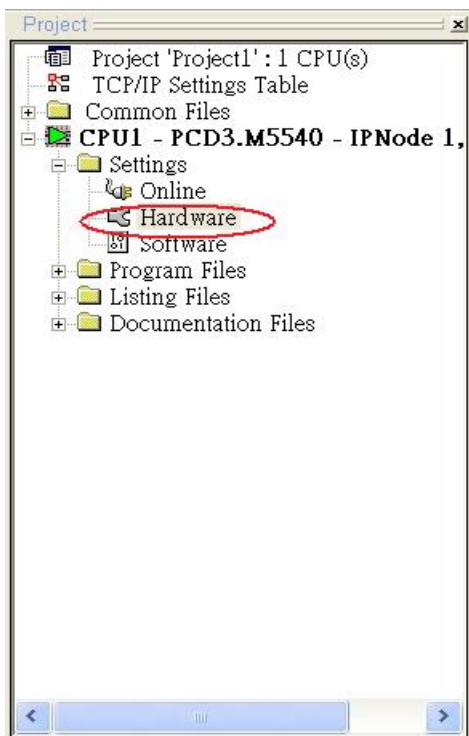 Project
Project 'Project1' : 1 CPU(s)
TCP/IP Settings Table
Common Files
CPU1 - PCD3.M5540 - IPNode 1,
Settings
Online
Hardware
Software
Program Files
Listing Files
Documentation Files